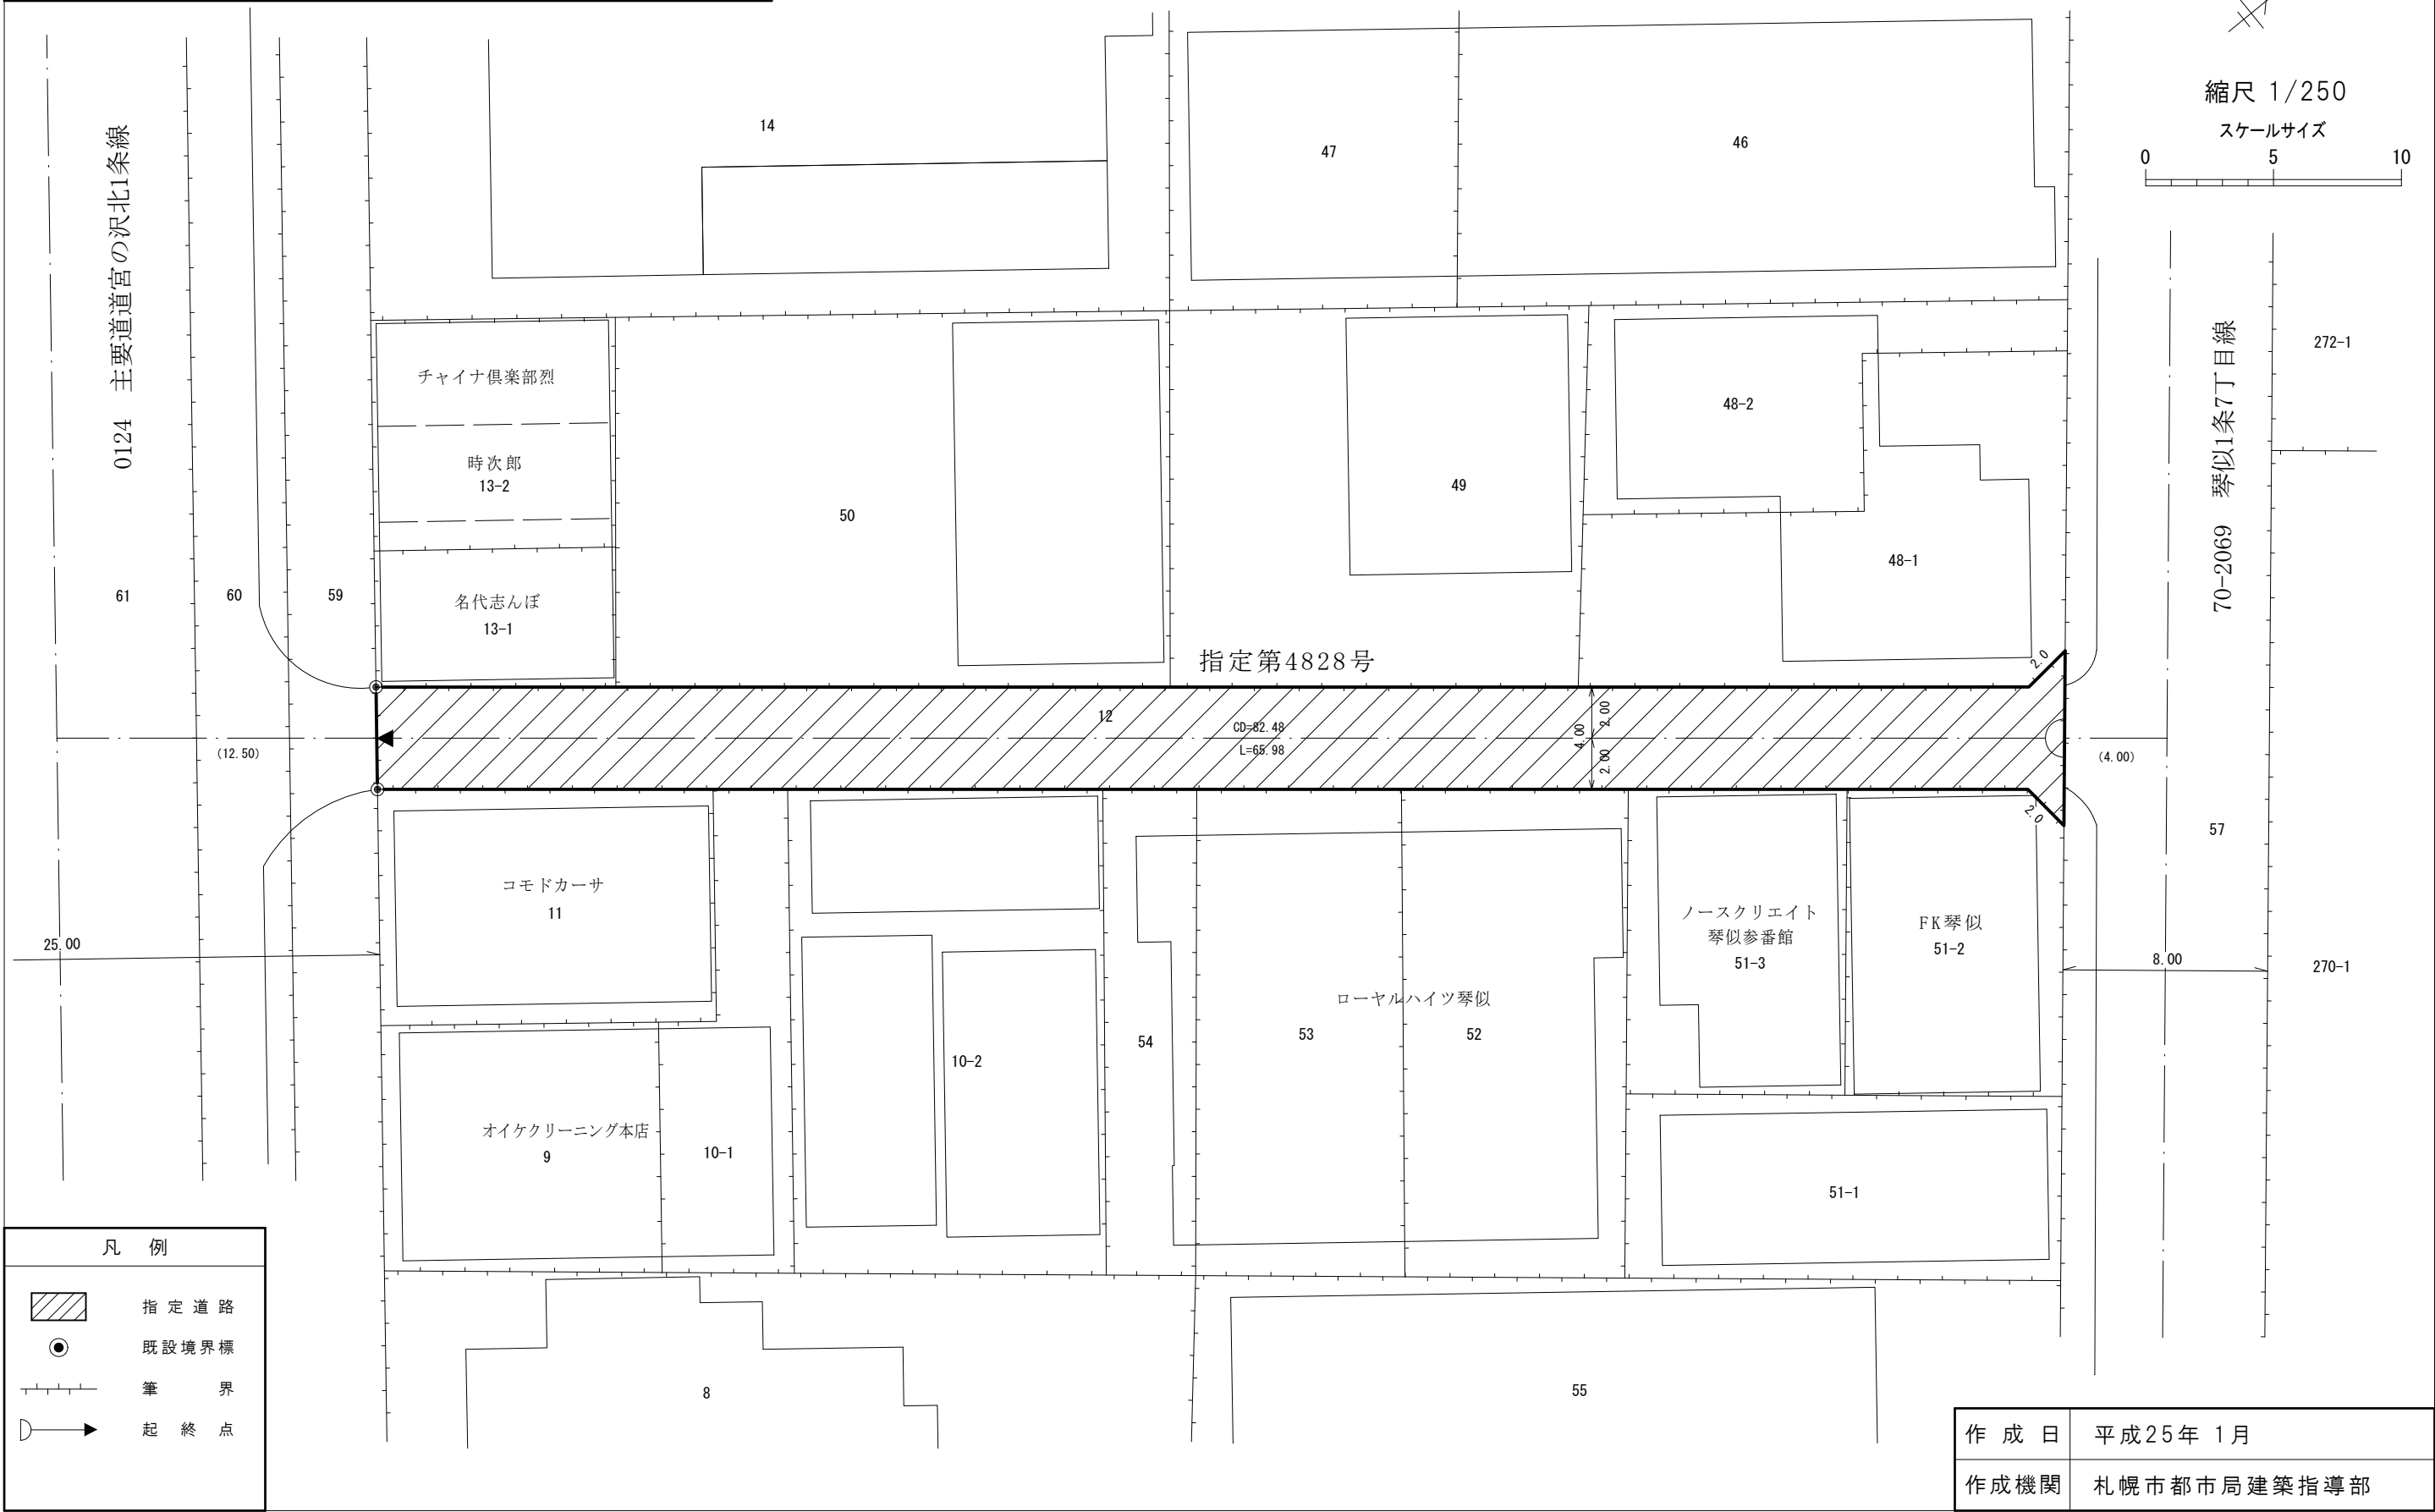 縮尺 1/250
スケールサイズ
0 5 10
0124 主要道道宮の沢北1条線
14
47
46
272-1
70-2069 琴似1条7丁目線
チャイナ倶楽部烈
時次郎
13-2
50
49
48-2
48-1
61
60
59
名代志んぼ
13-1
指定第4828号
2.0
12
CD=82.48
L=65.98
4.00
2.00
2.00
(12.50)
(4.00)
2.0
57
コモドカーサ
11
25.00
ノースクリエイト
琴似参番館
51-3
FK琴似
51-2
8.00
270-1
ローヤルハイツ琴似
54
53
52
10-2
オイケクリーニング本店
9
10-1
51-1
8
55
凡 例
指定道路
既設境界標
筆 界
起 終 点
作成日 平成25年 1月
作成機関 札幌市都市局建築指導部